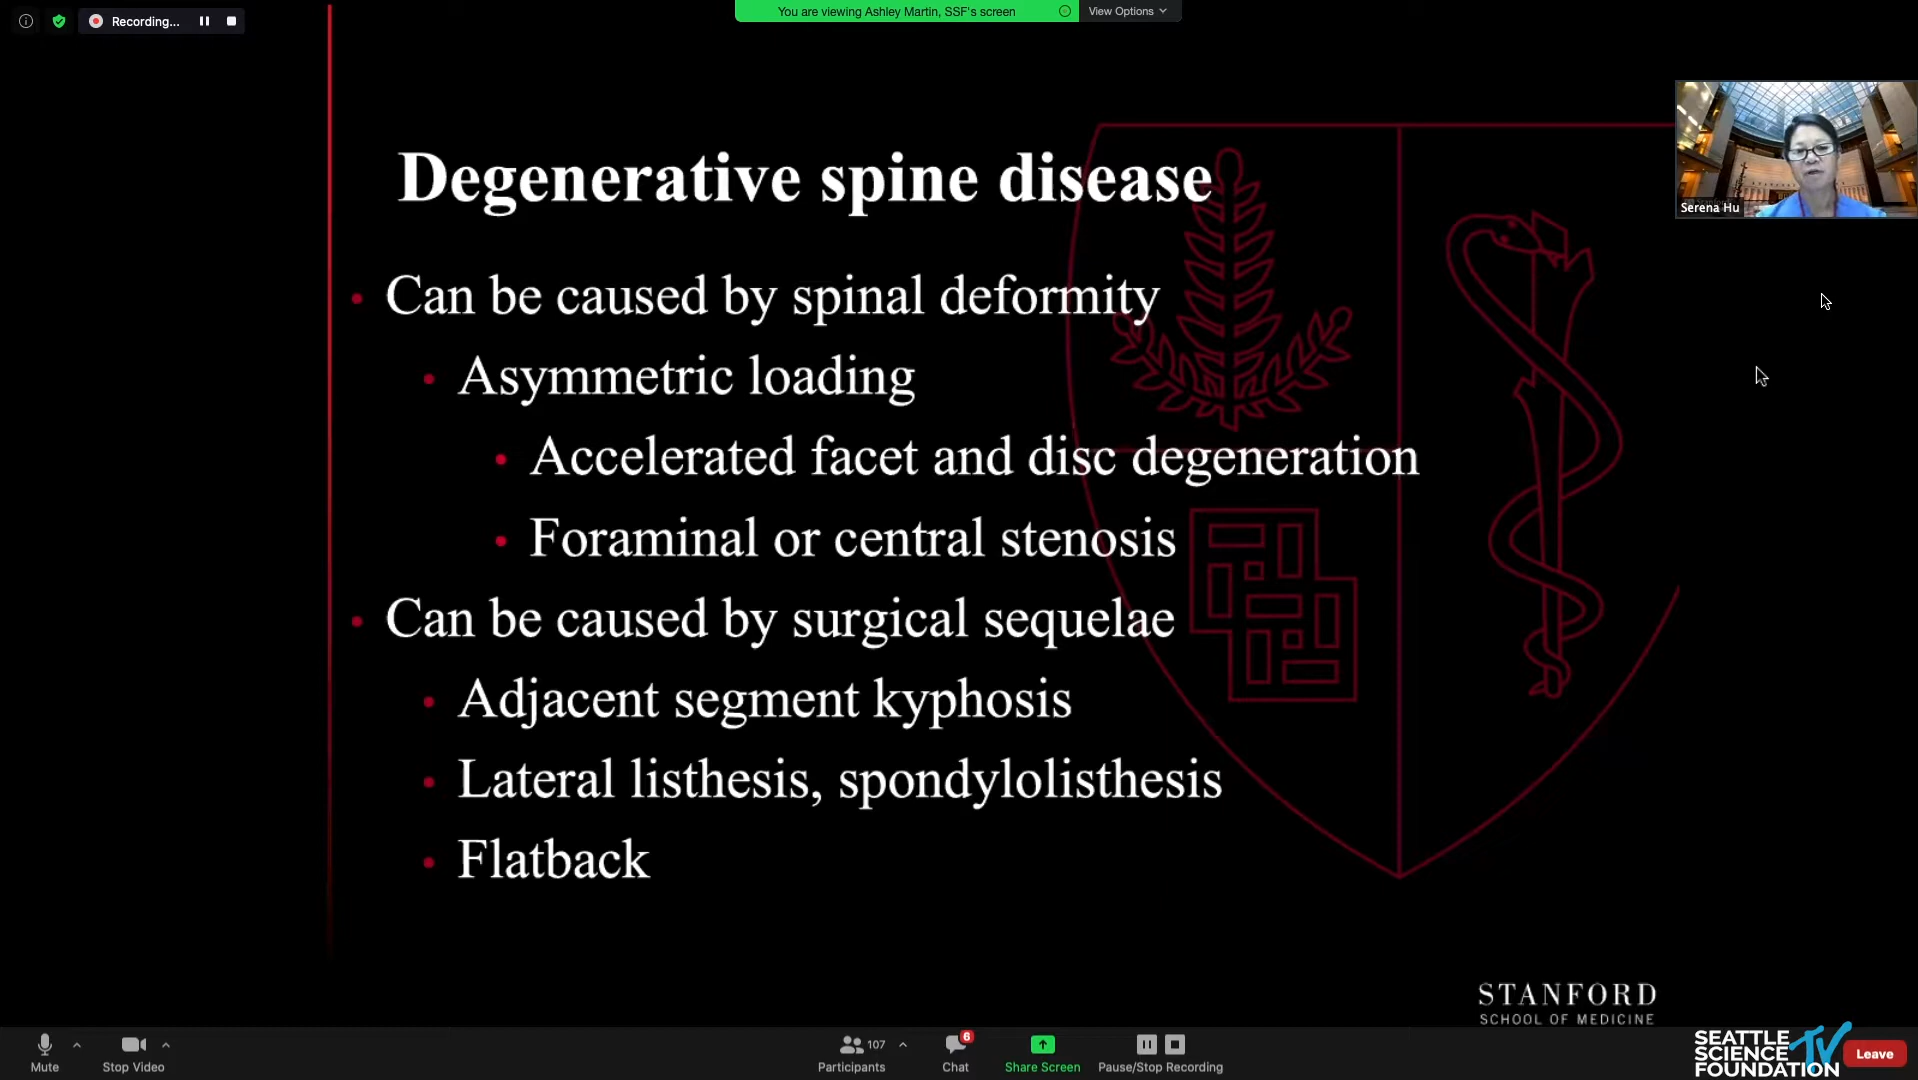 Recording...
You are viewing Ashley Martin, SSF's screen
View Options
Degenerative spine disease
Serena Hu
Can be caused by spinal deformity
Asymmetric loading
Accelerated facet and disc degeneration
Foraminal or central stenosis
Can be caused by surgical sequelae
Adjacent segment kyphosis
Lateral listhesis, spondylolisthesis
Flatback
STANFORD
SCHOOL OF MEDICINE
Mute
Stop Video
Participants
107
Chat
6
Share Screen
Pause/Stop Recording
SEATTLE
SCIENCE
FOUNDATION
TV
Leave